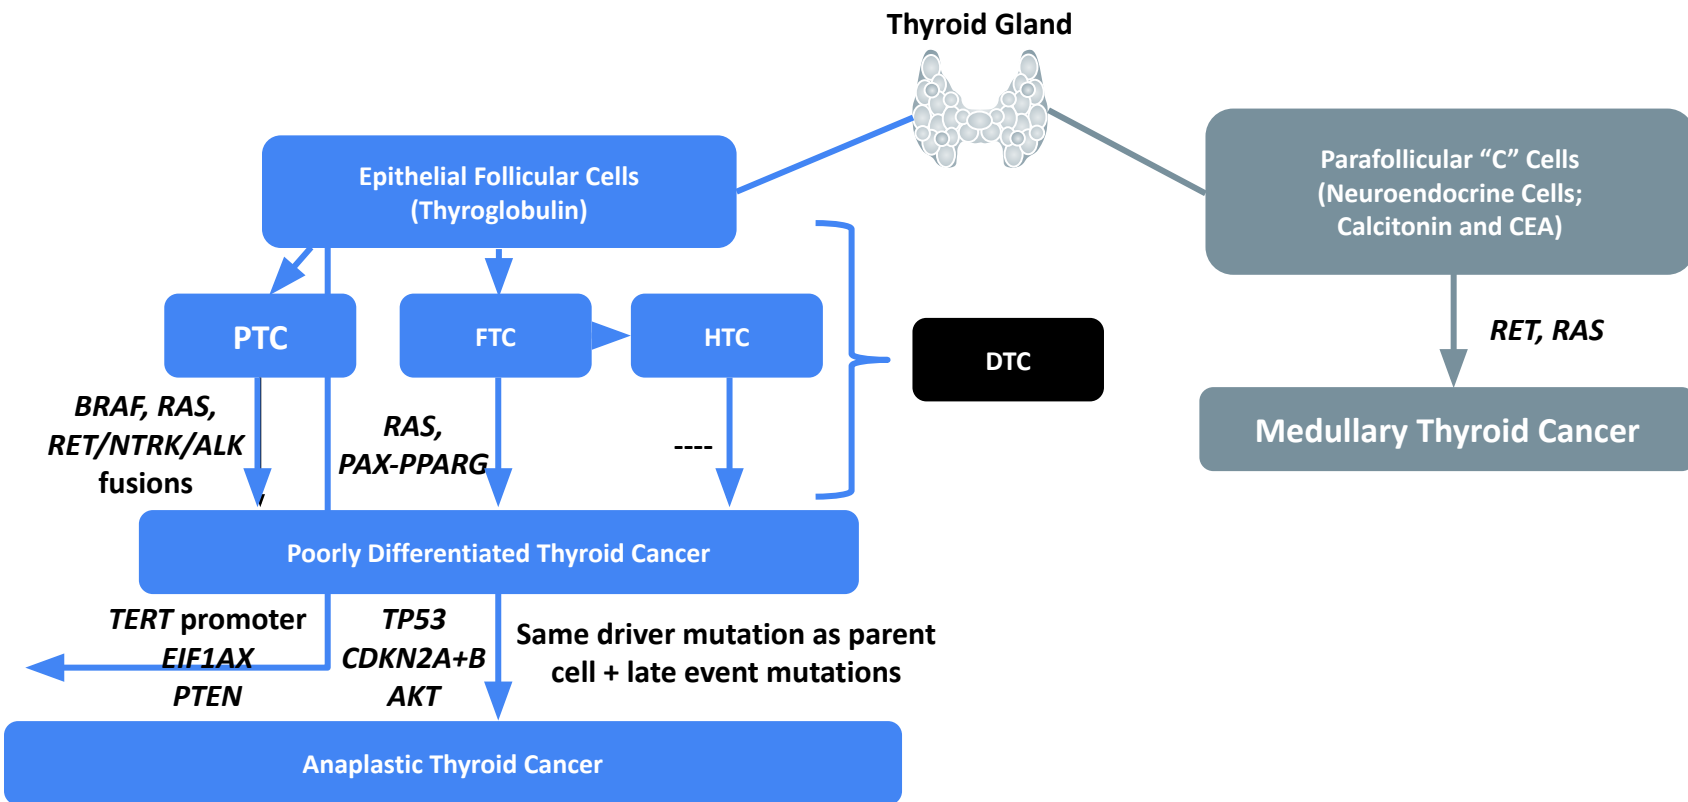 Thyroid Gland
Epithelial Follicular Cells
(Thyroglobulin)
Parafollicular “C” Cells
(Neuroendocrine Cells;
Calcitonin and CEA)
PTC
FTC
HTC
DTC
RET, RAS
BRAF, RAS,
RET/NTRK/ALK
fusions
RAS,
PAX-PPARG
----
Medullary Thyroid Cancer
Poorly Differentiated Thyroid Cancer
TERT promoter
EIF1AX
PTEN
TP53
CDKN2A+B
AKT
Same driver mutation as parent
cell + late event mutations
Anaplastic Thyroid Cancer